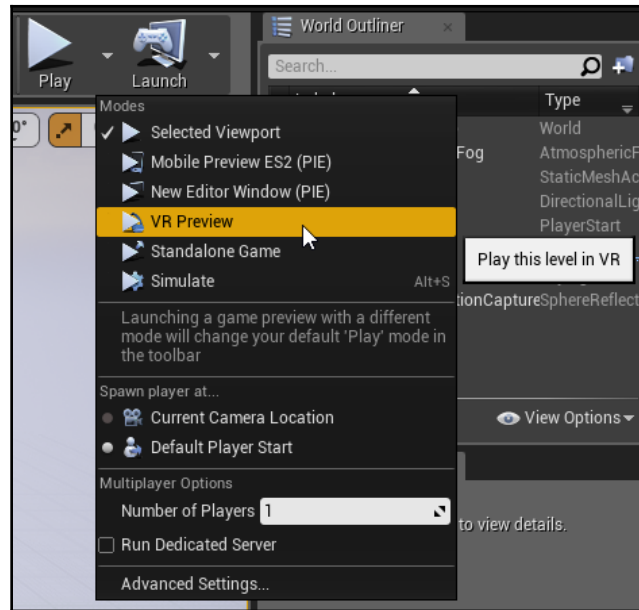 World Outliner
Search...
Play
Launch
Type
World
Fog
StaticMeshAc
DirectionalLig
PlayerStart
Play this level in VR
View Options
to view details.
Modes
Selected Viewport
Mobile Preview ES2 (PIE)
New Editor Window (PIE)
VR Preview
Standalone Game
Simulate Alt+S
Launching a game preview with a different
mode will change your default 'Play' mode in
the toolbar
Spawn player at...
Current Camera Location
Default Player Start
Multiplayer Options
Number of Players 1
Run Dedicated Server
Advanced Settings...